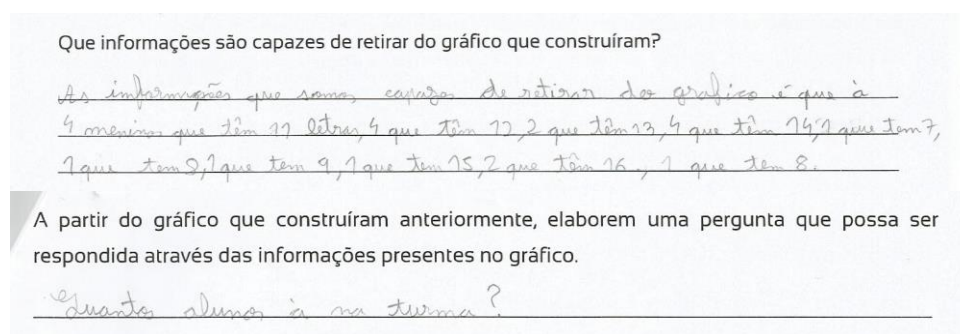 Que informações são capazes de retirar do gráfico que construíram?
As informações que somos capazes de retirar do grafico é que à
4 meninos que têm 11 letras, 4 que têm 12, 2 que têm 13, 4 que têm 14, 1 que tem 7,
1 que tem 9, 1 que tem 9, 1 que tem 15, 2 que têm 16, 1 que tem 8.
A partir do gráfico que construíram anteriormente, elaborem uma pergunta que possa ser
respondida através das informações presentes no gráfico.
Quantos alunos à na turma?